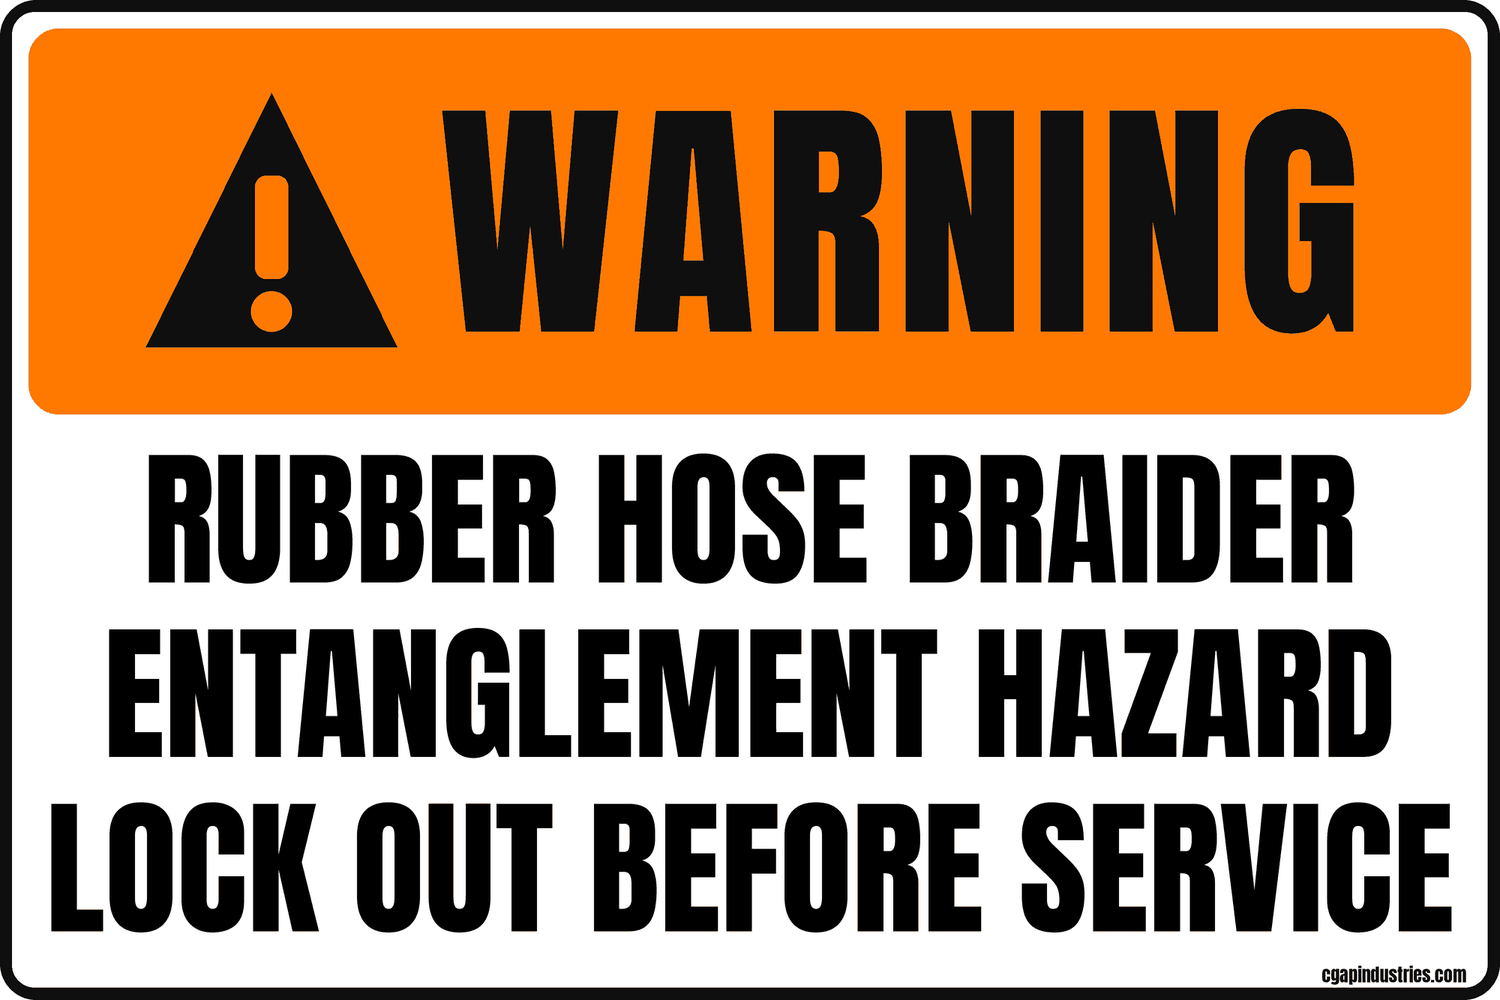 WARNING
RUBBER HOSE BRAIDER
ENTANGLEMENT HAZARD
LOCK OUT BEFORE SERVICE
cgapindustries.com